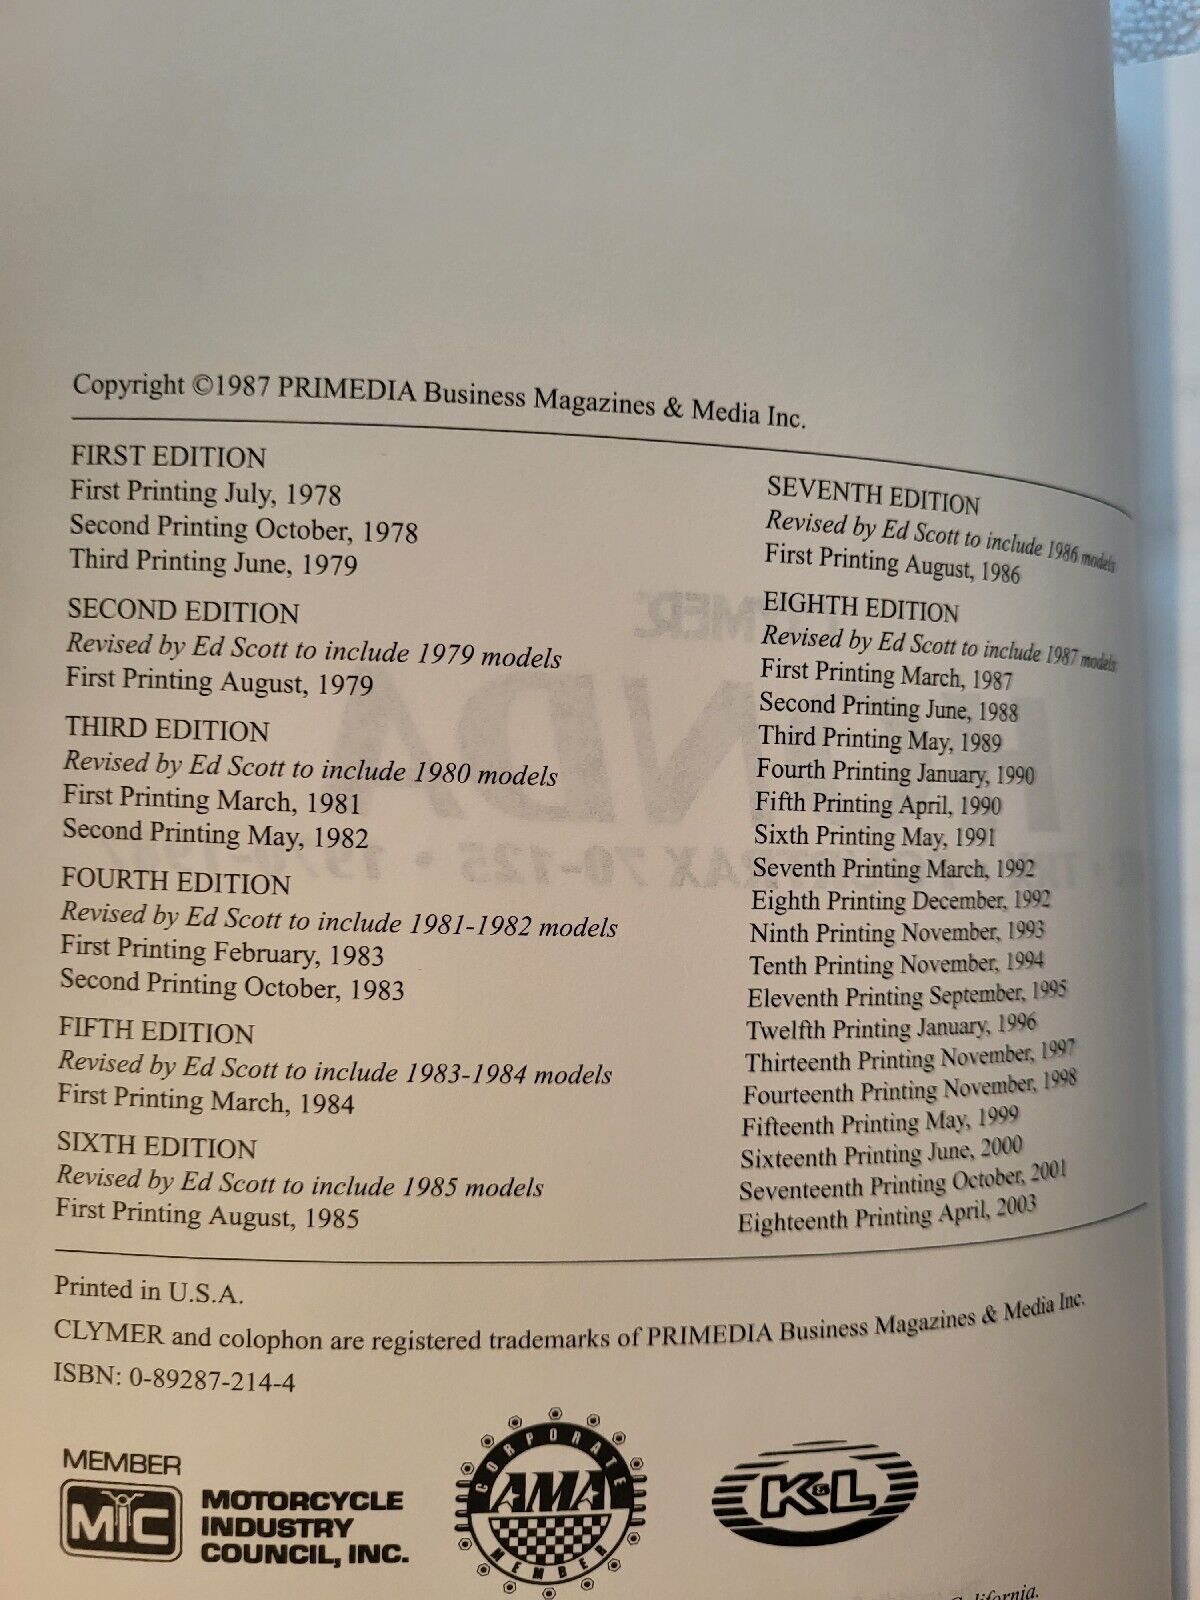 Copyright ©1987 PRIMEDIA Business Magazines & Media Inc.
FIRST EDITION
First Printing July, 1978
Second Printing October, 1978
Third Printing June, 1979
SECOND EDITION
Revised by Ed Scott to include 1979 models
First Printing August, 1979
THIRD EDITION
Revised by Ed Scott to include 1980 models
First Printing March, 1981
Second Printing May, 1982
FOURTH EDITION
Revised by Ed Scott to include 1981-1982 models
First Printing February, 1983
Second Printing October, 1983
FIFTH EDITION
Revised by Ed Scott to include 1983-1984 models
First Printing March, 1984
SIXTH EDITION
Revised by Ed Scott to include 1985 models
First Printing August, 1985
SEVENTH EDITION
Revised by Ed Scott to include 1986 models
First Printing August, 1986
EIGHTH EDITION
Revised by Ed Scott to include 1987 models
First Printing March, 1987
Second Printing June, 1988
Third Printing May, 1989
Fourth Printing January, 1990
Fifth Printing April, 1990
Sixth Printing May, 1991
Seventh Printing March, 1992
Eighth Printing December, 1992
Ninth Printing November, 1993
Tenth Printing November, 1994
Eleventh Printing September, 1995
Twelfth Printing January, 1996
Thirteenth Printing November, 1997
Fourteenth Printing November, 1998
Fifteenth Printing May, 1999
Sixteenth Printing June, 2000
Seventeenth Printing October, 2001
Eighteenth Printing April, 2003
Printed in U.S.A.
CLYMER and colophon are registered trademarks of PRIMEDIA Business Magazines & Media Inc.
ISBN: 0-89287-214-4
MEMBER
MIC
MOTORCYCLE
INDUSTRY
COUNCIL, INC.
CORPORATE
AMA
MEMBER
K&L
California.